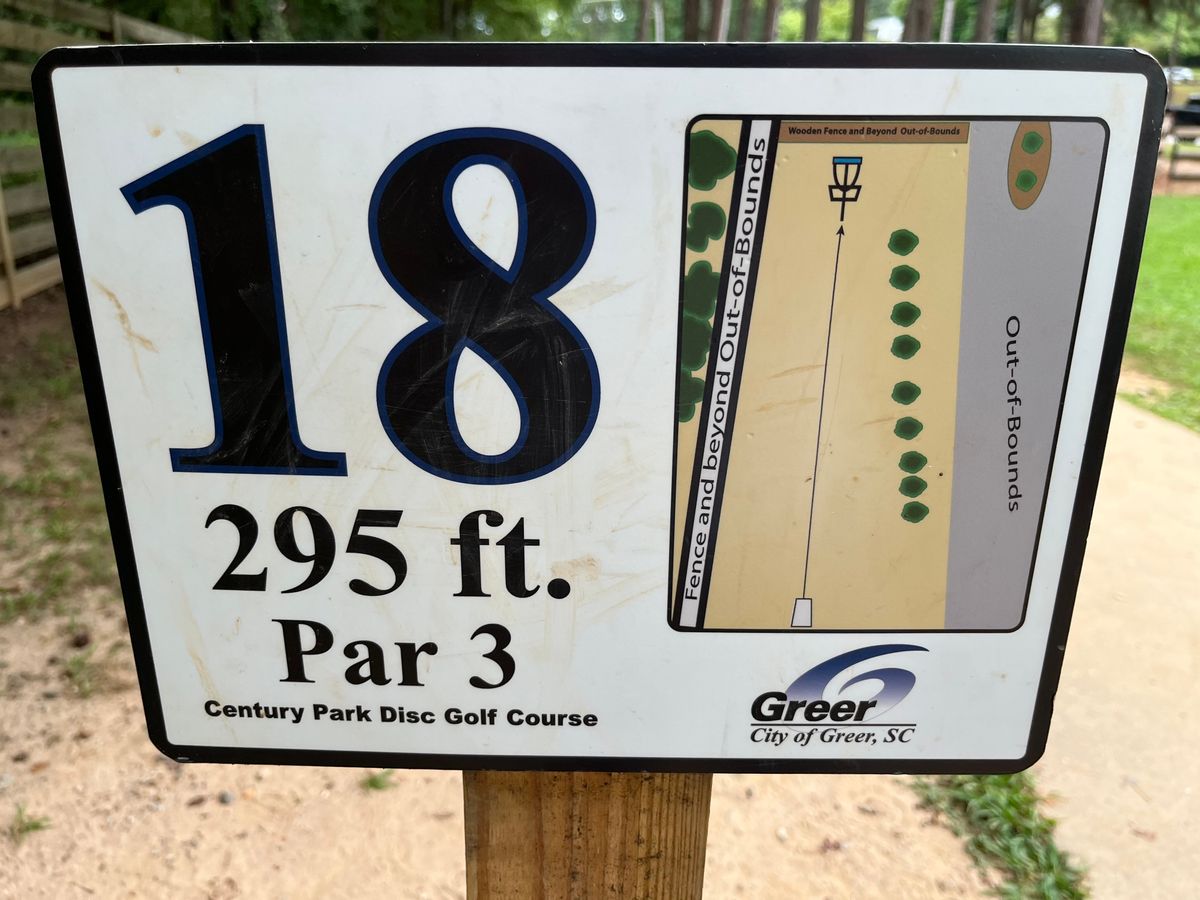 18
295 ft.
Par 3
Century Park Disc Golf Course
Wooden Fence and Beyond Out-of-Bounds
Fence and beyond Out-of-Bounds
Out-of-Bounds
Greer
City of Greer, SC